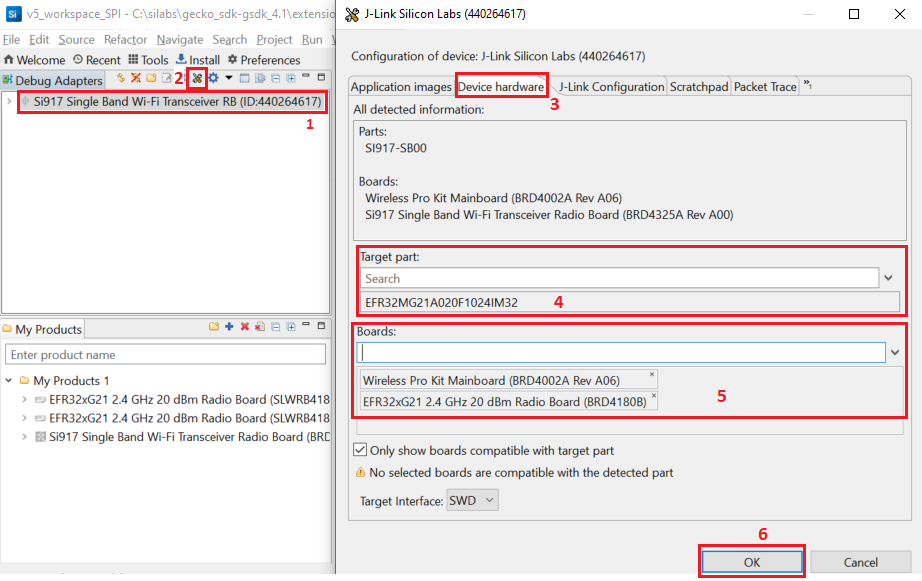 Si v5_workspace_SPI - C:\silabs\gecko_sdk-gsdk_4.1\extension
File Edit Source Refactor Navigate Search Project Run
Welcome Recent Tools Install Preferences
Debug Adapters 2
Si917 Single Band Wi-Fi Transceiver RB (ID:440264617)
1
My Products
Enter product name
My Products 1
EFR32xG21 2.4 GHz 20 dBm Radio Board (SLWRB418
EFR32xG21 2.4 GHz 20 dBm Radio Board (SLWRB418
Si917 Single Band Wi-Fi Transceiver Radio Board (BRD
J-Link Silicon Labs (440264617)
Configuration of device: J-Link Silicon Labs (440264617)
Application images Device hardware J-Link Configuration Scratchpad Packet Trace »1
3
All detected information:
Parts:
SI917-SB00
Boards:
Wireless Pro Kit Mainboard (BRD4002A Rev A06)
Si917 Single Band Wi-Fi Transceiver Radio Board (BRD4325A Rev A00)
Target part:
Search
EFR32MG21A020F1024IM32 4
Boards:
Wireless Pro Kit Mainboard (BRD4002A Rev A06) ×
EFR32xG21 2.4 GHz 20 dBm Radio Board (BRD4180B) ×
5
Only show boards compatible with target part
No selected boards are compatible with the detected part
Target Interface: SWD
6
OK Cancel